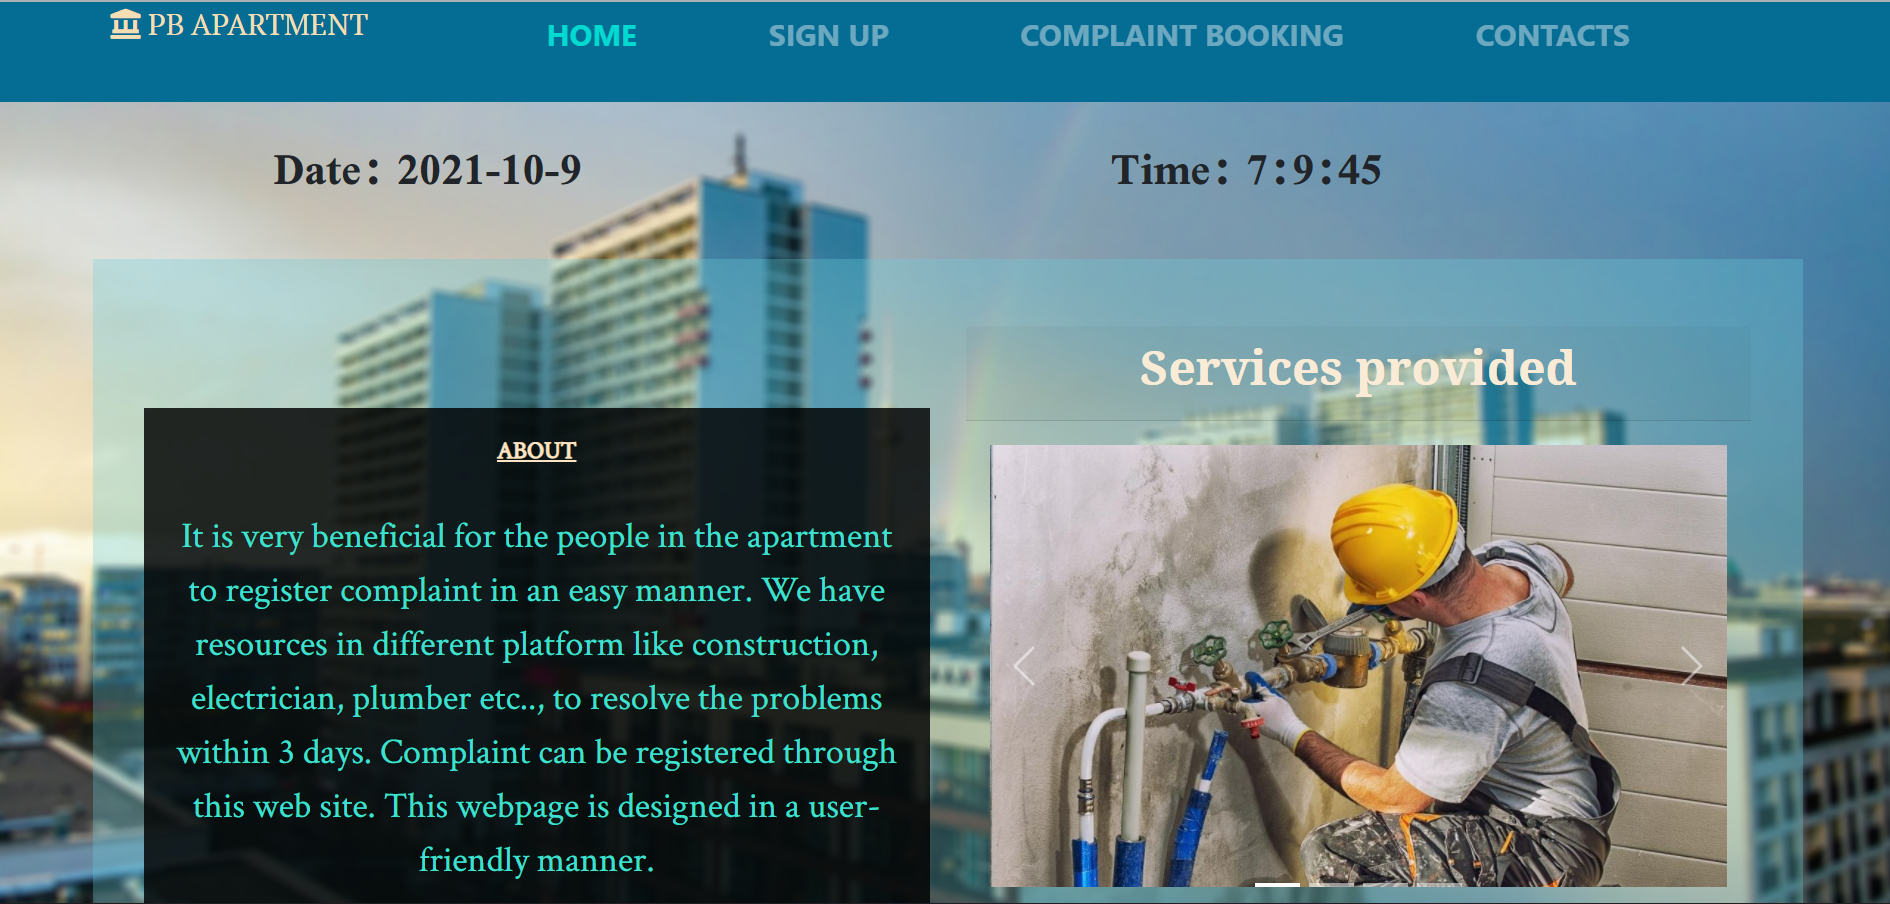 PB APARTMENT
HOME
SIGN UP
COMPLAINT BOOKING
CONTACTS
Date: 2021-10-9
Time: 7:9:45
Services provided
ABOUT
It is very beneficial for the people in the apartment
to register complaint in an easy manner. We have
resources in different platform like construction,
electrician, plumber etc.., to resolve the problems
within 3 days. Complaint can be registered through
this web site. This webpage is designed in a user-
friendly manner.